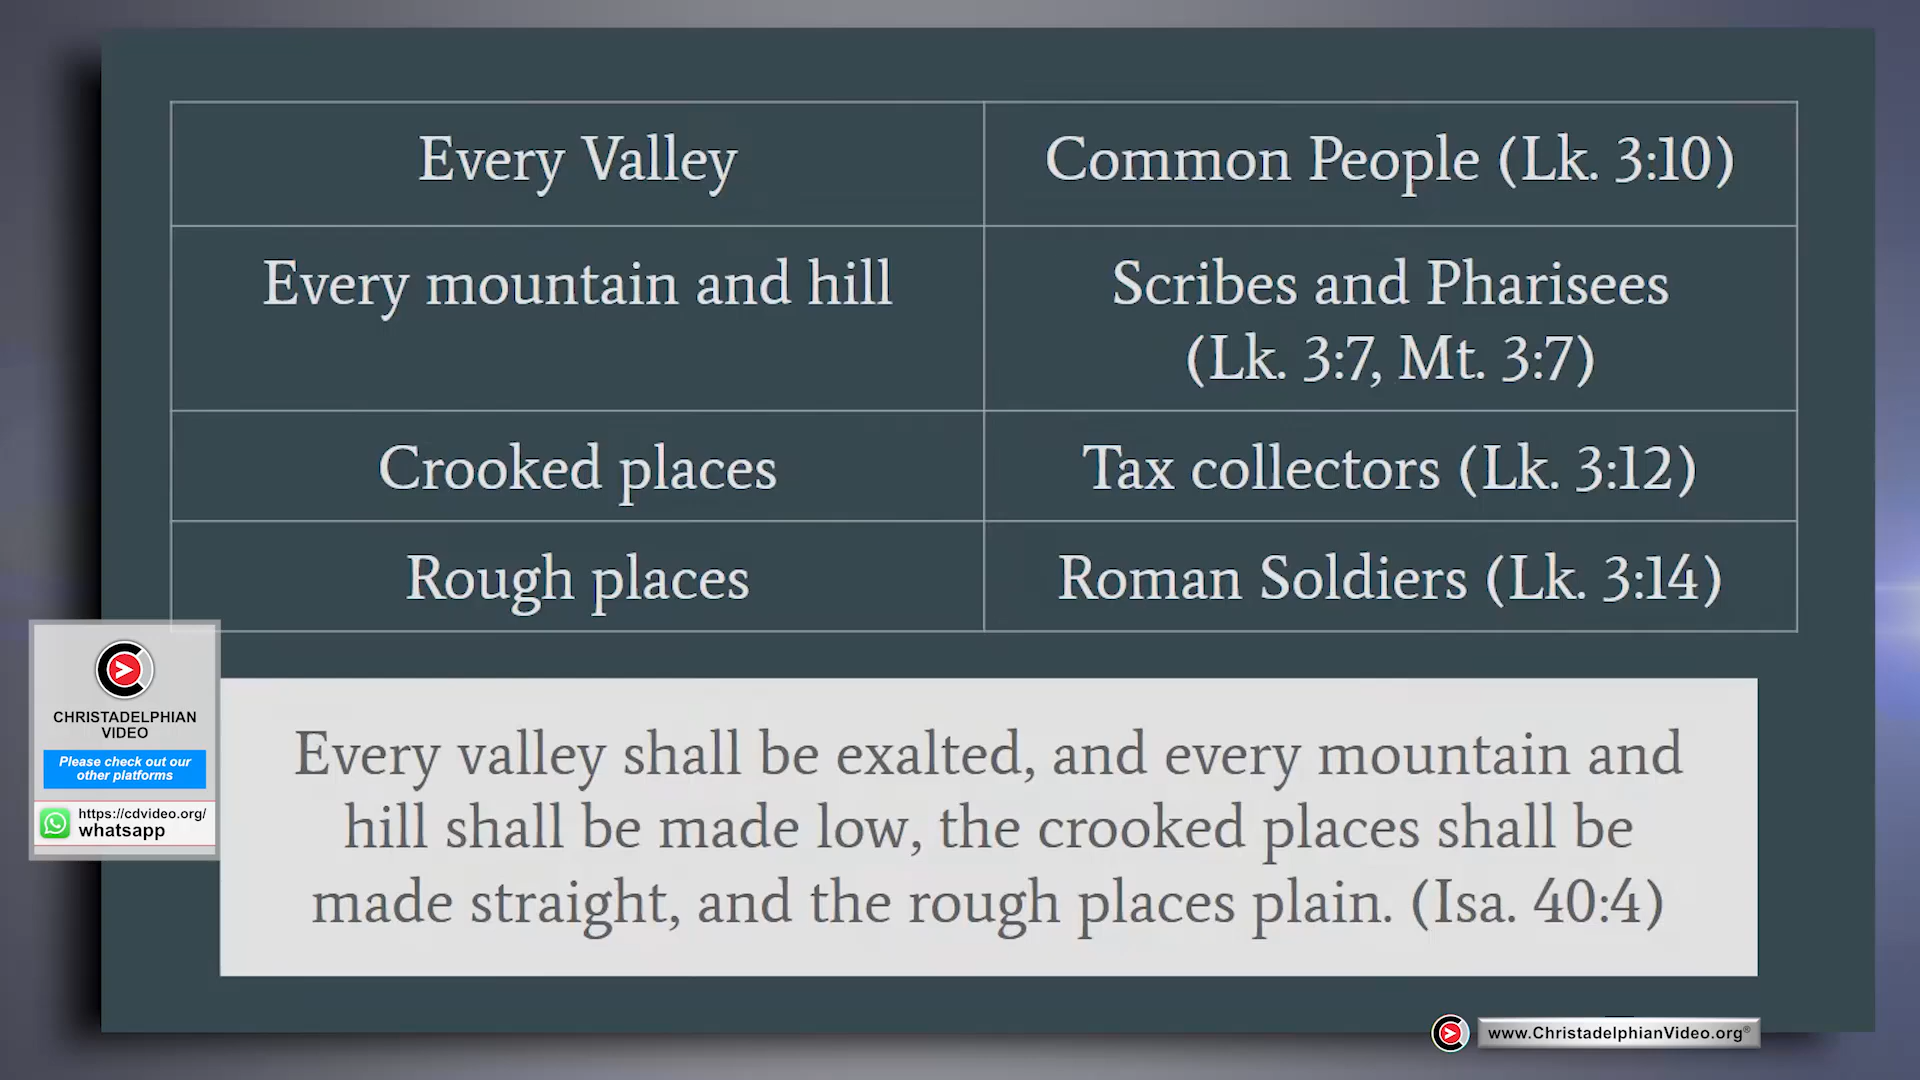 Every Valley
Common People (Lk. 3:10)
Every mountain and hill
Scribes and Pharisees
(Lk. 3:7, Mt. 3:7)
Crooked places
Tax collectors (Lk. 3:12)
Rough places
Roman Soldiers (Lk. 3:14)
CHRISTADELPHIAN
VIDEO
Please check out our
other platforms
https://cdvideo.org/
whatsapp
Every valley shall be exalted, and every mountain and
hill shall be made low, the crooked places shall be
made straight, and the rough places plain. (Isa. 40:4)
www.ChristadelphianVideo.org®